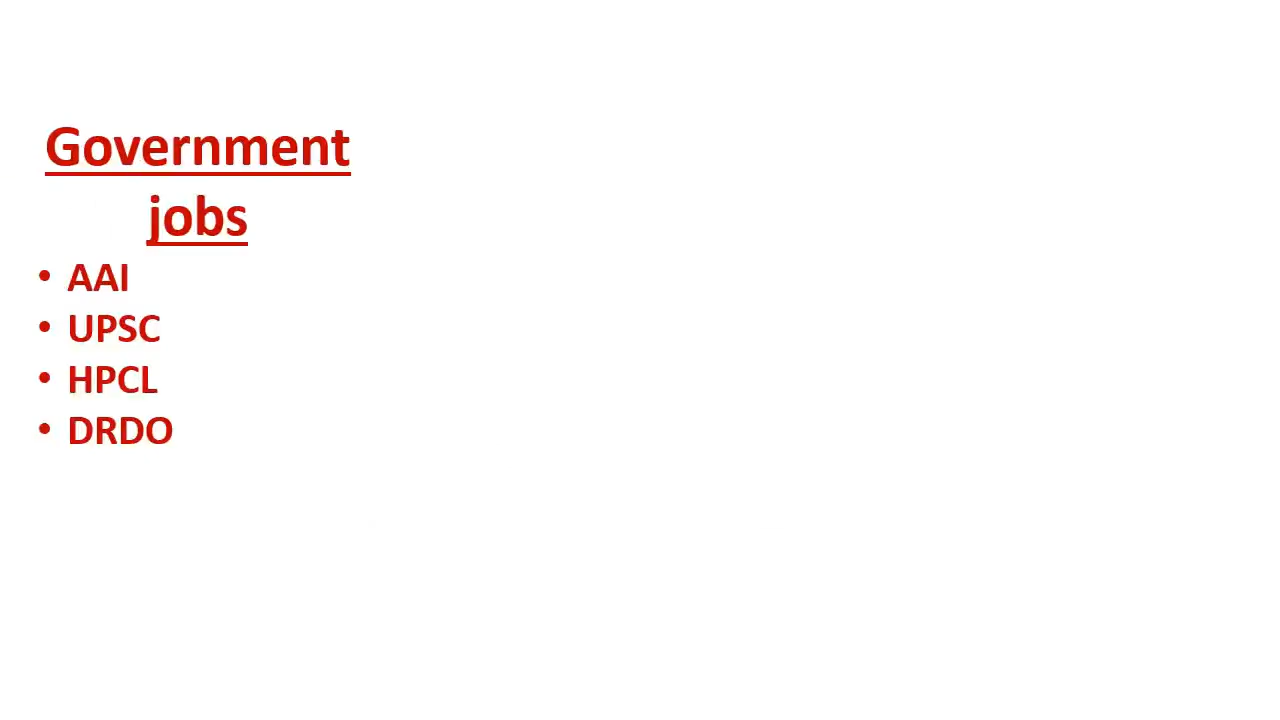 Government
jobs
• AAI
• UPSC
• HPCL
• DRDO